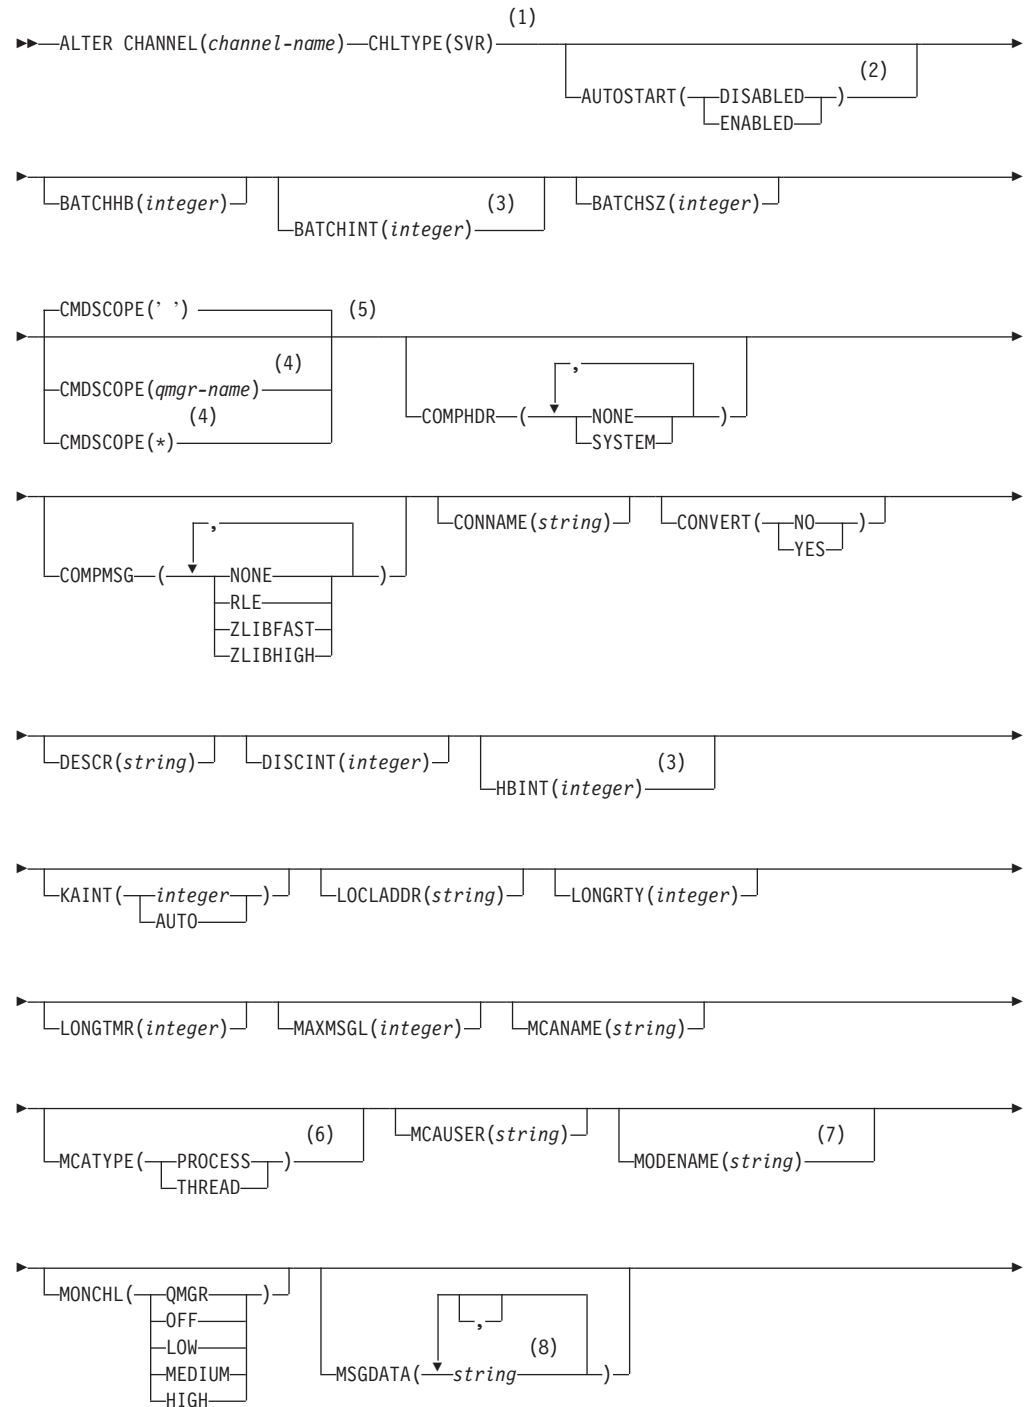 (1)
ALTER CHANNEL(channel-name) CHLTYPE(SVR)
(2)
AUTOSTART( DISABLED )
ENABLED
BATCHHB(integer) BATCHSZ(integer)
(3)
BATCHINT(integer)
CMDSCOPE(' ') (5)
(4)
CMDSCOPE(qmgr-name)
(4)
CMDSCOPE(*)
,
COMPHDR ( NONE )
SYSTEM
,
COMPMSG ( NONE )
RLE
ZLIBFAST
ZLIBHIGH
CONNAME(string) CONVERT( NO )
YES
DESCR(string) DISCINT(integer)
(3)
HBINT(integer)
KAINT( integer ) LOCLADDR(string) LONGRTY(integer)
AUTO
LONGTMR(integer) MAXMSGL(integer) MCANAME(string)
(6)
MCATYPE( PROCESS )
THREAD
MCAUSER(string)
(7)
MODENAME(string)
MONCHL( QMGR )
OFF
LOW
MEDIUM
HIGH
,
(8)
MSGDATA( string )